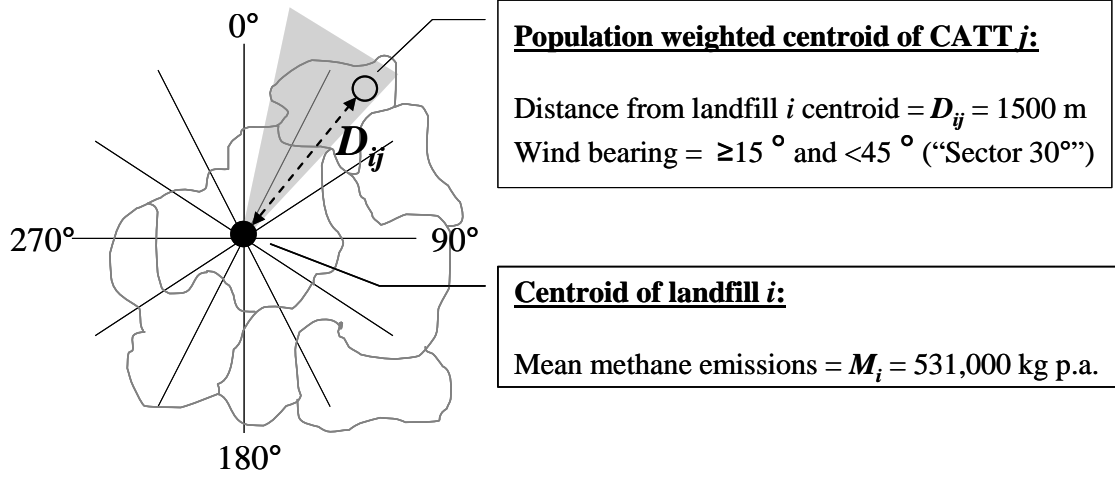 0°
Population weighted centroid of CATT j:
Distance from landfill i centroid = Dij = 1500 m
Wind bearing = ≥15 ° and <45 ° (“Sector 30°”)
Dij
270°
90°
Centroid of landfill i:
Mean methane emissions = Mi = 531,000 kg p.a.
180°